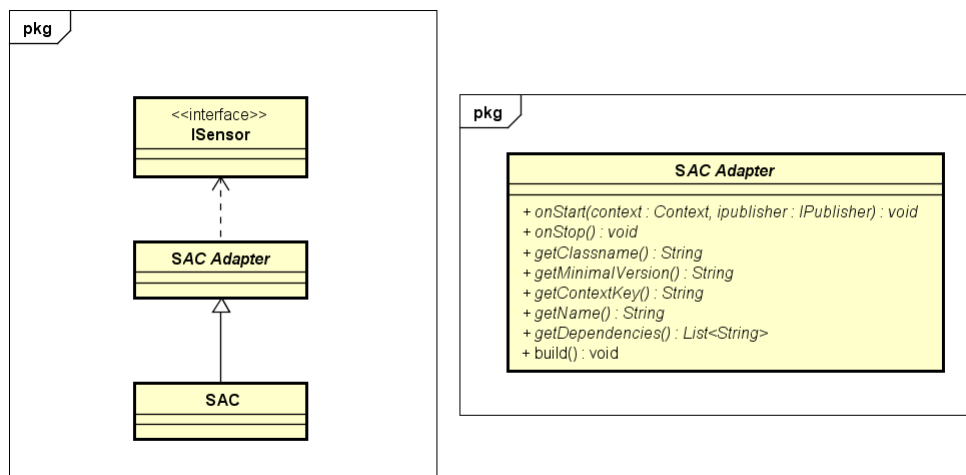 pkg
<<interface>>
ISensor
SAC Adapter
SAC
pkg
SAC Adapter
+ onStart(context : Context, ipublisher : IPublisher) : void
+ onStop() : void
+ getClassname() : String
+ getMinimalVersion() : String
+ getContextKey() : String
+ getName() : String
+ getDependencies() : List<String>
+ build() : void